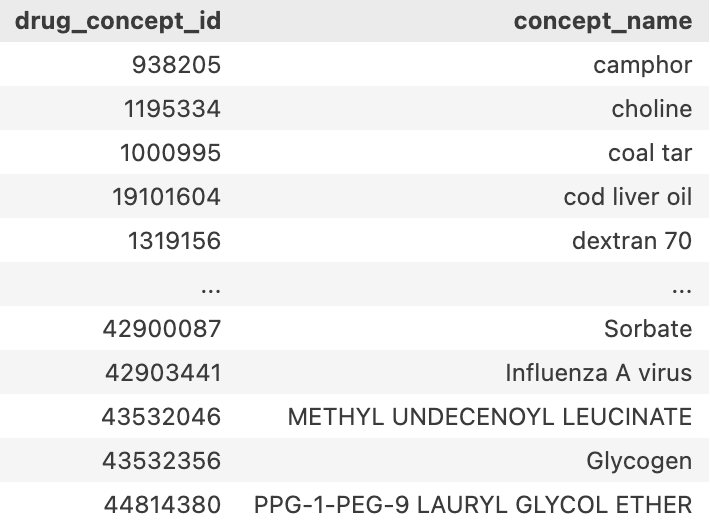 drug_concept_id concept_name
938205 camphor
1195334 choline
1000995 coal tar
19101604 cod liver oil
1319156 dextran 70
... ...
42900087 Sorbate
42903441 Influenza A virus
43532046 METHYL UNDECENOYL LEUCINATE
43532356 Glycogen
44814380 PPG-1-PEG-9 LAURYL GLYCOL ETHER